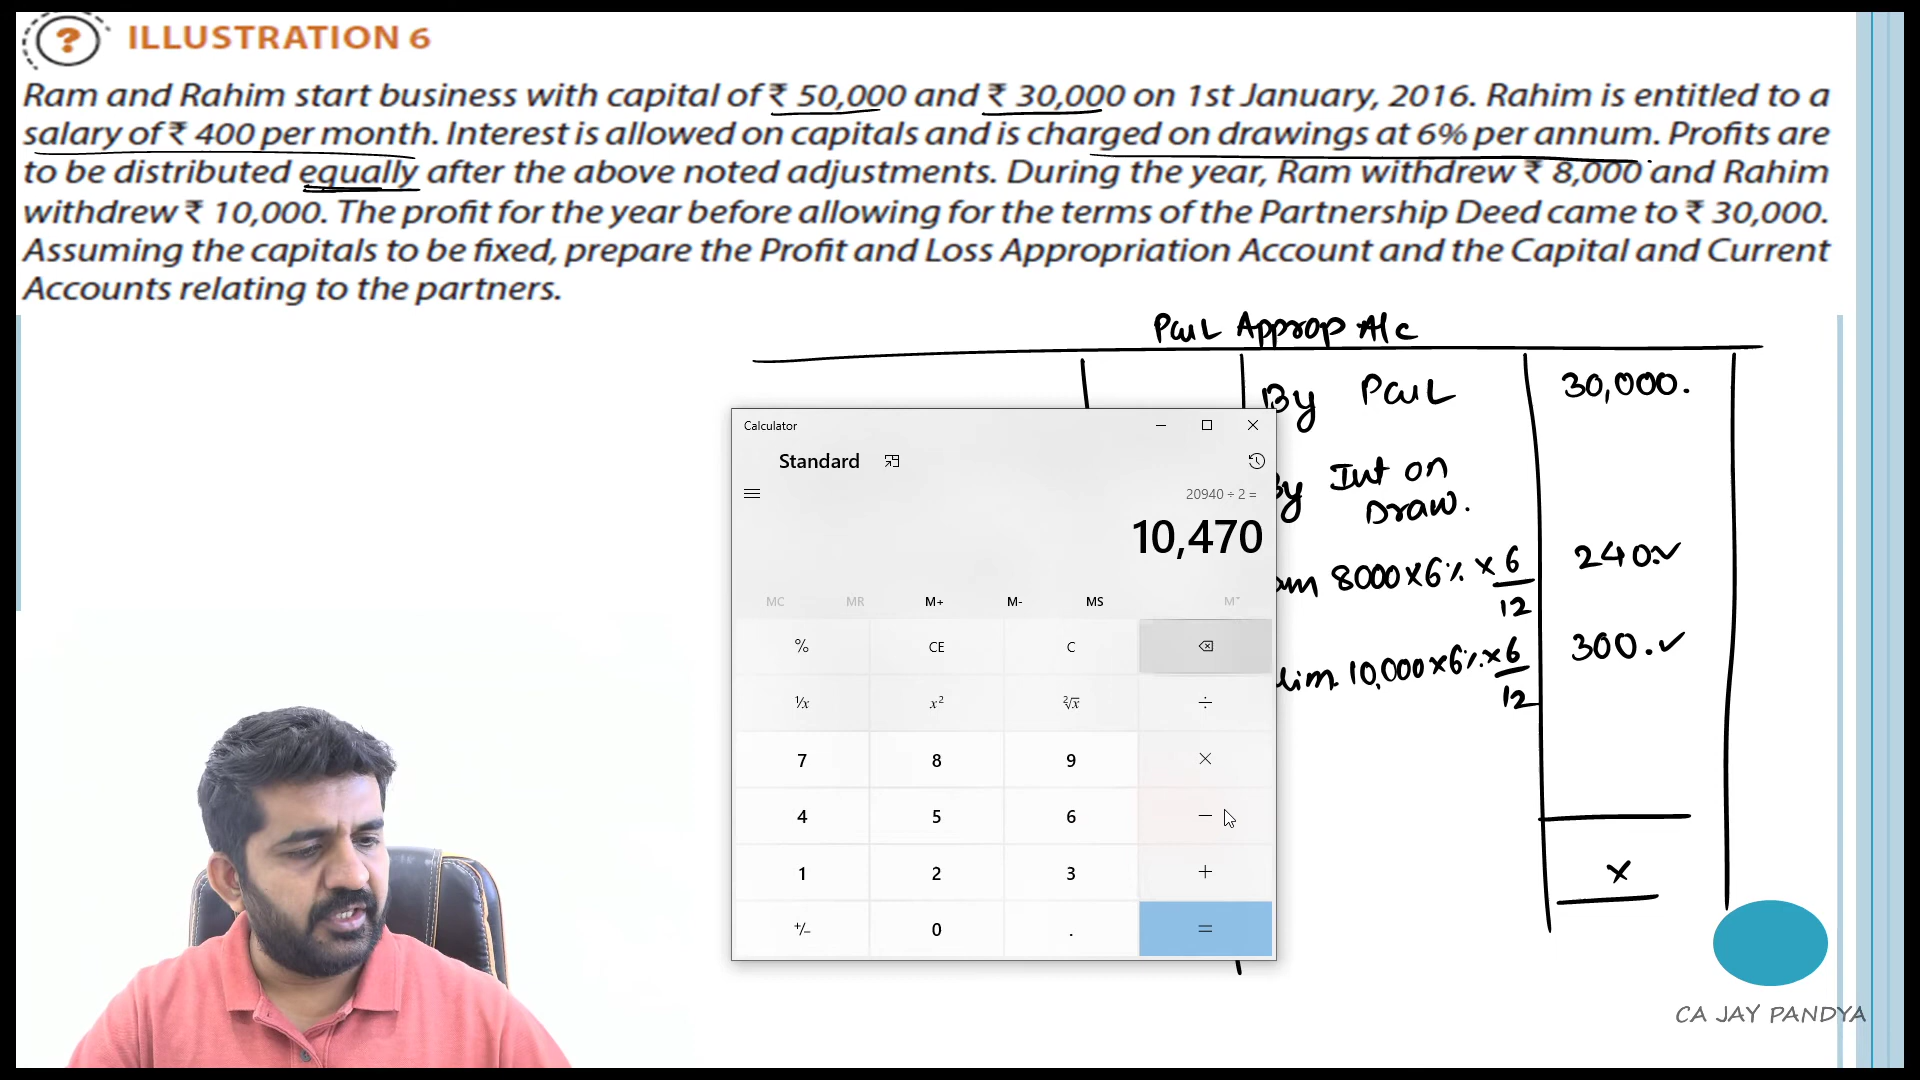 ? ILLUSTRATION 6
Ram and Rahim start business with capital of ₹ 50,000 and ₹ 30,000 on 1st January, 2016. Rahim is entitled to a
salary of ₹ 400 per month. Interest is allowed on capitals and is charged on drawings at 6% per annum. Profits are
to be distributed equally after the above noted adjustments. During the year, Ram withdrew ₹ 8,000 and Rahim
withdrew ₹ 10,000. The profit for the year before allowing for the terms of the Partnership Deed came to ₹ 30,000.
Assuming the capitals to be fixed, prepare the Profit and Loss Appropriation Account and the Capital and Current
Accounts relating to the partners.
P&L Approp A/c
By P&L 30,000.
By Int on
Draw.
am 8000×6% × 6/12 240.✓
him 10,000×6%×6/12 300.✓
x
Calculator
Standard
20940 ÷ 2 =
10,470
MC MR M+ M- MS M˅
% CE C ⌫
¹/x x² ²√x ÷
7 8 9 ×
4 5 6 −
1 2 3 +
+/− 0 . =
CA JAY PANDYA